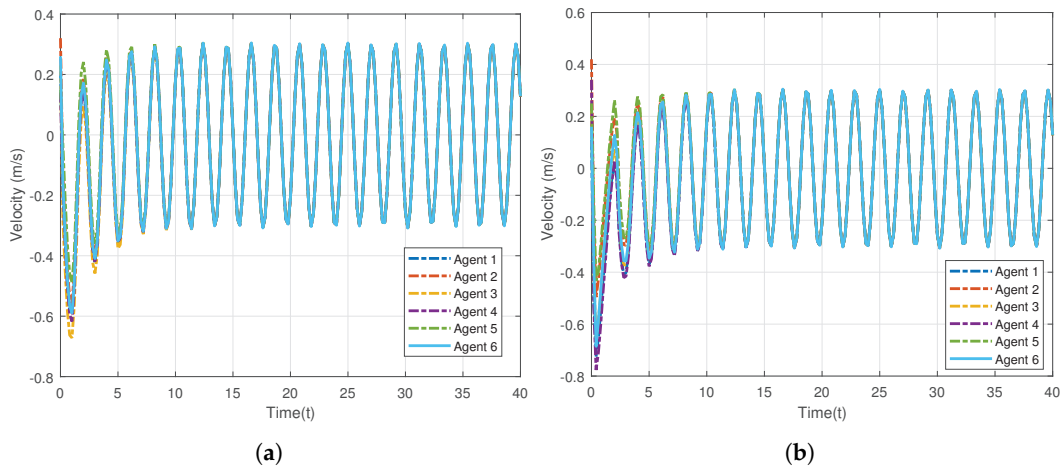 0.4
0.2
0
-0.2
-0.4
-0.6
-0.8
Velocity (m/s)
Agent 1
Agent 2
Agent 3
Agent 4
Agent 5
Agent 6
0 5 10 15 20 25 30 35 40
Time(t)
(a)
0.6
0.4
0.2
0
-0.2
-0.4
-0.6
-0.8
Velocity (m/s)
Agent 1
Agent 2
Agent 3
Agent 4
Agent 5
Agent 6
0 5 10 15 20 25 30 35 40
Time(t)
(b)